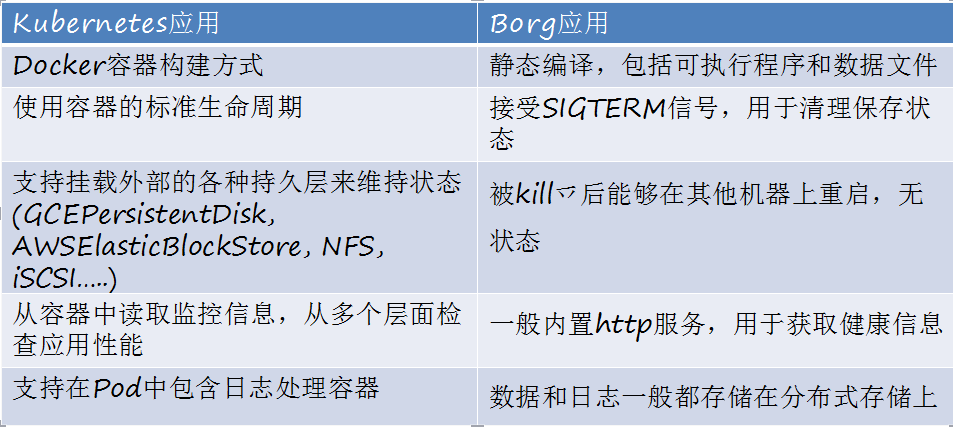 Kubernetes应用
Borg应用
Docker容器构建方式
静态编译，包括可执行程序和数据文件
使用容器的标准生命周期
接受SIGTERM信号，用于清理保存状
态
支持挂载外部的各种持久层来维持状态
(GCEPersistentDisk,
AWSElasticBlockStore, NFS,
iSCSI…..)
被kill后能够在其他机器上重启，无
状态
从容器中读取监控信息，从多个层面检
查应用性能
一般内置http服务，用于获取健康信息
支持在Pod中包含日志处理容器
数据和日志一般都存储在分布式存储上